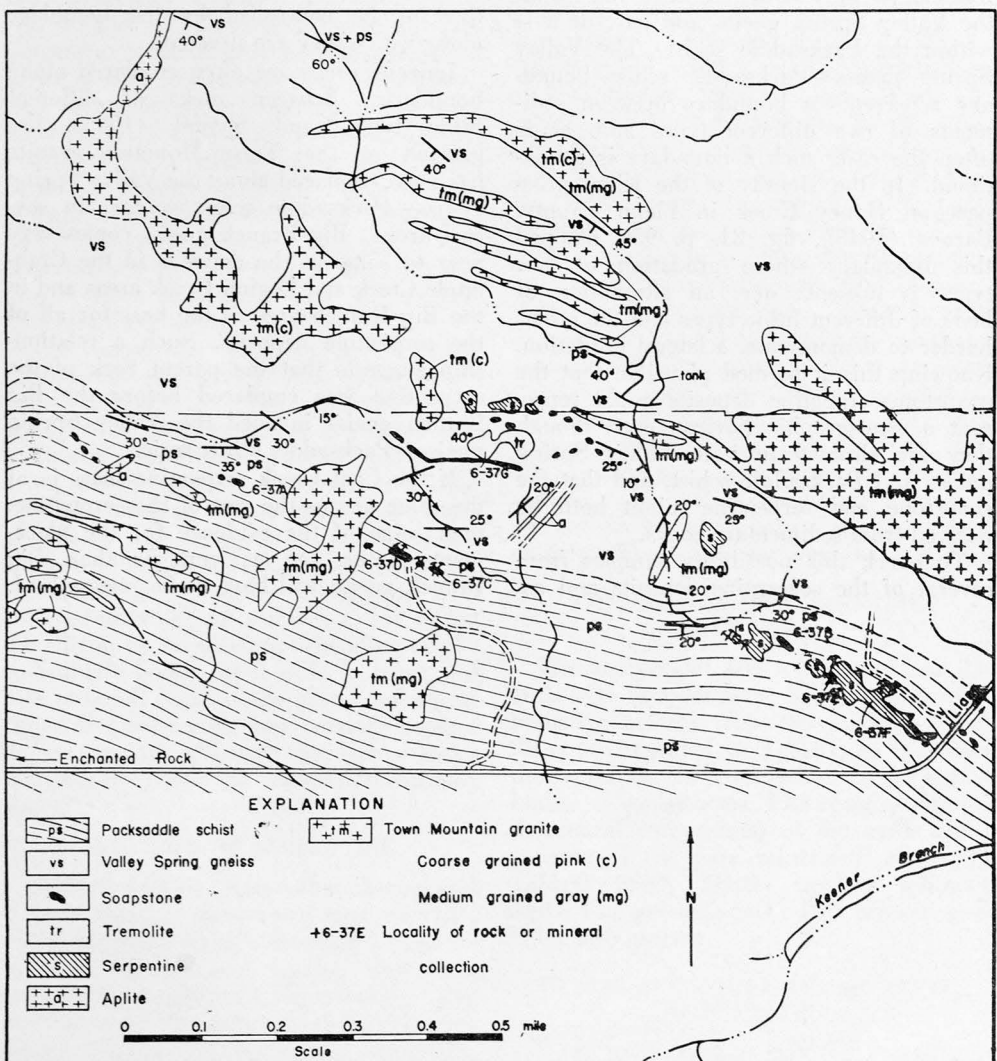 vs
40°
vs + ps
60°
a
vs
tm(c)
40°
vs
tm(mg)
tm(mg)
45°
vs
vs
tm(mg)
tm(c)
tm(c)
ps
40°
vs
tank
vs
s
15°
30°
ps
vs
30°
40°
tr
25°
tm(mg)
vs
a
35°
ps
6-37A
6-37G
30°
20°
10°
vs
tm(mg)
tm(mg)
25°
a
20°
25°
s
vs
vs
tm(mg)
tm(mg)
tm(mg)
6-37D
ps
6-37C
tm(mg)
20°
vs
30°
ps
ps
ps
20°
s
6-37B
tm(mg)
6-37E
6-37F
ps
Enchanted Rock
EXPLANATION
ps Packsaddle schist
vs Valley Spring gneiss
Soapstone
tr Tremolite
s Serpentine
a Aplite
tm Town Mountain granite
Coarse grained pink (c)
Medium grained gray (mg)
+6-37E Locality of rock or mineral
collection
N
Keener Branch
0 0.1 0.2 0.3 0.4 0.5 mile
Scale